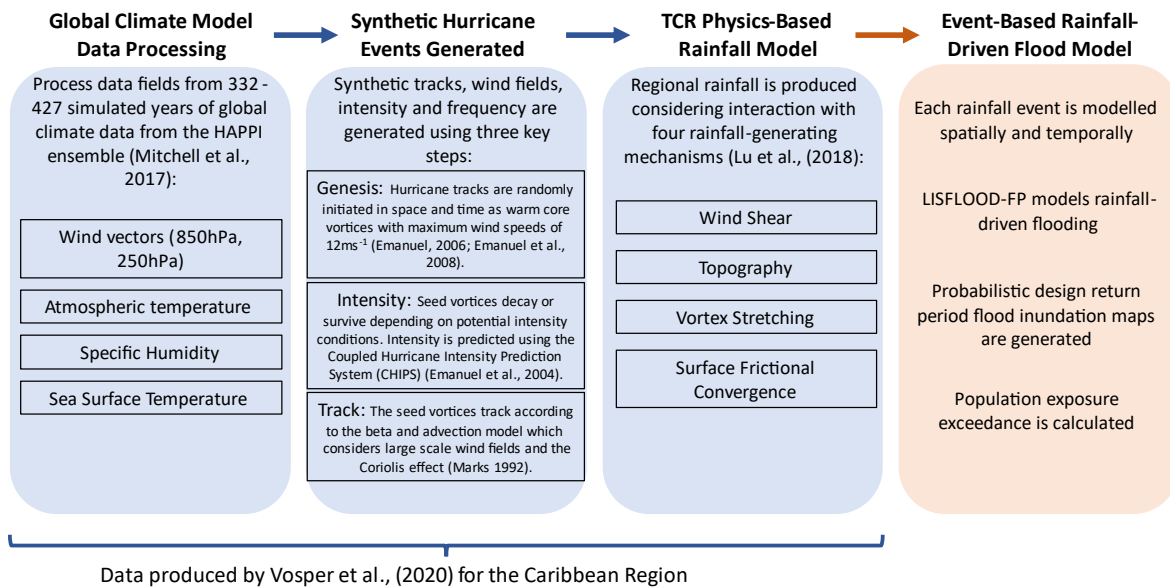 Global Climate Model
Data Processing
Process data fields from 332 -
427 simulated years of global
climate data from the HAPPI
ensemble (Mitchell et al.,
2017):
Wind vectors (850hPa,
250hPa)
Atmospheric temperature
Specific Humidity
Sea Surface Temperature
Synthetic Hurricane
Events Generated
Synthetic tracks, wind fields,
intensity and frequency are
generated using three key
steps:
Genesis: Hurricane tracks are randomly
initiated in space and time as warm core
vortices with maximum wind speeds of
12ms⁻¹ (Emanuel, 2006; Emanuel et al.,
2008).
Intensity: Seed vortices decay or
survive depending on potential intensity
conditions. Intensity is predicted using the
Coupled Hurricane Intensity Prediction
System (CHIPS) (Emanuel et al., 2004).
Track: The seed vortices track according
to the beta and advection model which
considers large scale wind fields and the
Coriolis effect (Marks 1992).
TCR Physics-Based
Rainfall Model
Regional rainfall is produced
considering interaction with
four rainfall-generating
mechanisms (Lu et al., (2018):
Wind Shear
Topography
Vortex Stretching
Surface Frictional
Convergence
Event-Based Rainfall-
Driven Flood Model
Each rainfall event is modelled
spatially and temporally
LISFLOOD-FP models rainfall-
driven flooding
Probabilistic design return
period flood inundation maps
are generated
Population exposure
exceedance is calculated
Data produced by Vosper et al., (2020) for the Caribbean Region